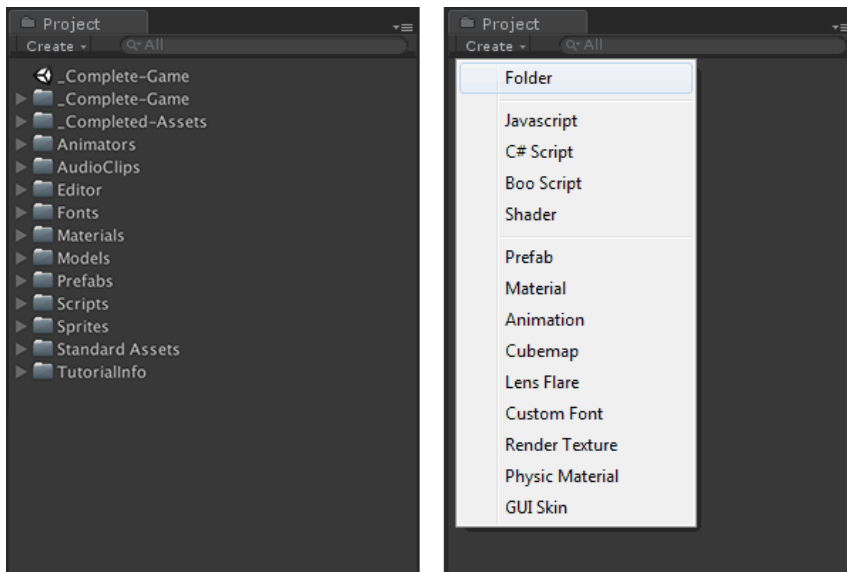 Project
Create
All
_Complete-Game
_Complete-Game
_Completed-Assets
Animators
AudioClips
Editor
Fonts
Materials
Models
Prefabs
Scripts
Sprites
Standard Assets
TutorialInfo
Project
Create
All
Folder
Javascript
C# Script
Boo Script
Shader
Prefab
Material
Animation
Cubemap
Lens Flare
Custom Font
Render Texture
Physic Material
GUI Skin